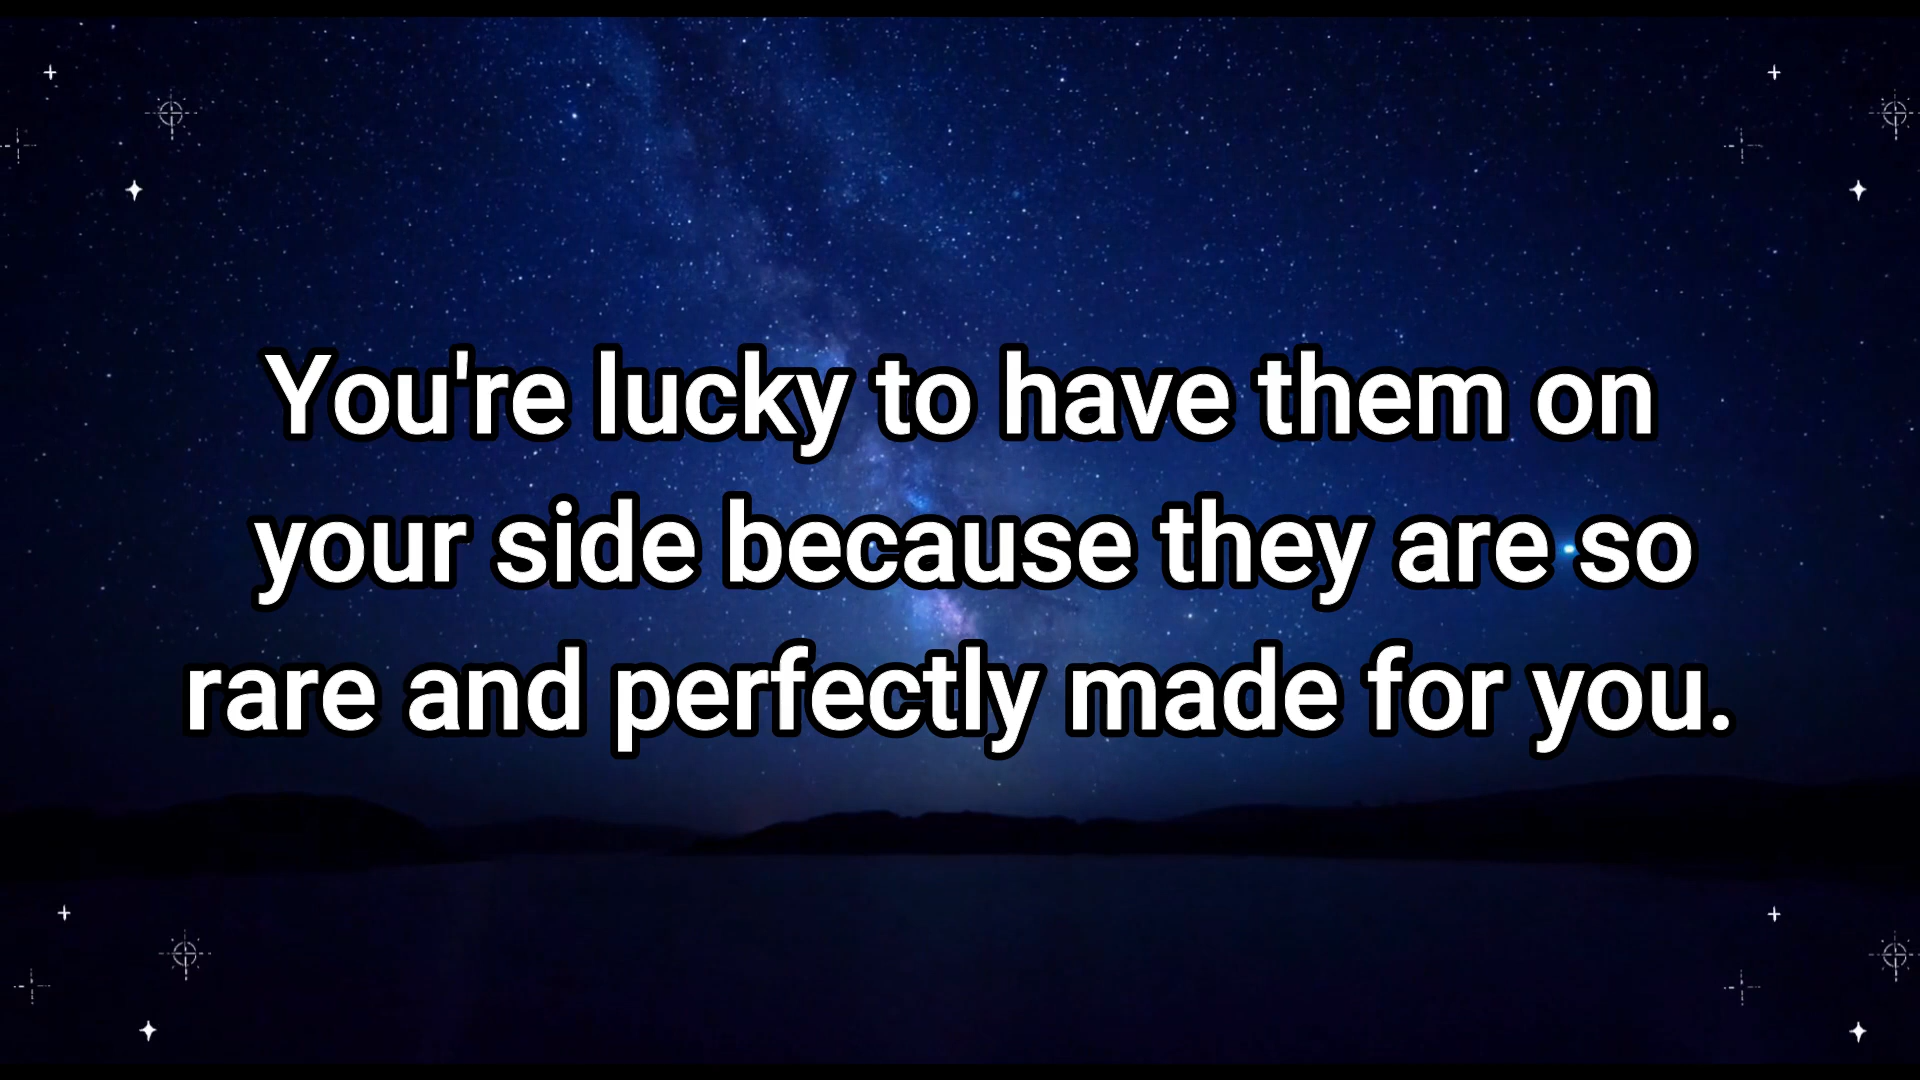 You're lucky to have them on
your side because they are so
rare and perfectly made for you.